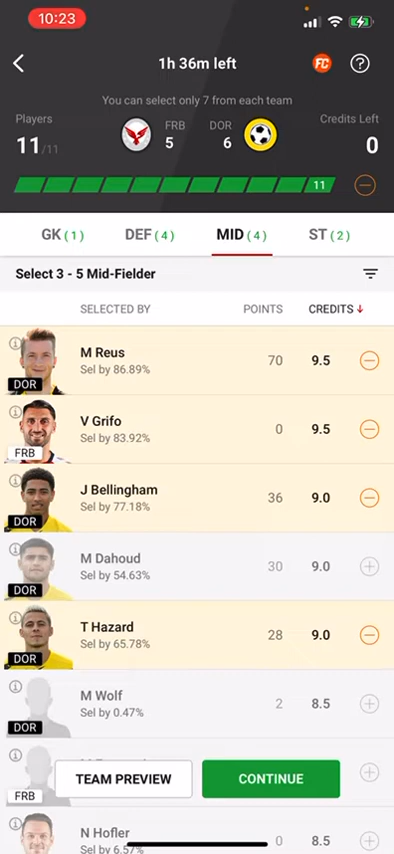 10:23
1h 36m left
FC
?
You can select only 7 from each team
Players
FRB
DOR
Credits Left
11/11
5
6
0
11
GK ( 1 )
DEF ( 4 )
MID ( 4 )
ST ( 2 )
Select 3 - 5 Mid-Fielder
SELECTED BY
POINTS
CREDITS ↓
M Reus
Sel by 86.89%
70
9.5
DOR
V Grifo
Sel by 83.92%
0
9.5
FRB
J Bellingham
Sel by 77.18%
36
9.0
DOR
M Dahoud
Sel by 54.63%
30
9.0
DOR
T Hazard
Sel by 65.78%
28
9.0
DOR
M Wolf
Sel by 0.47%
2
8.5
DOR
TEAM PREVIEW
CONTINUE
FRB
N Hofler
Sel by 6.57%
0
8.5